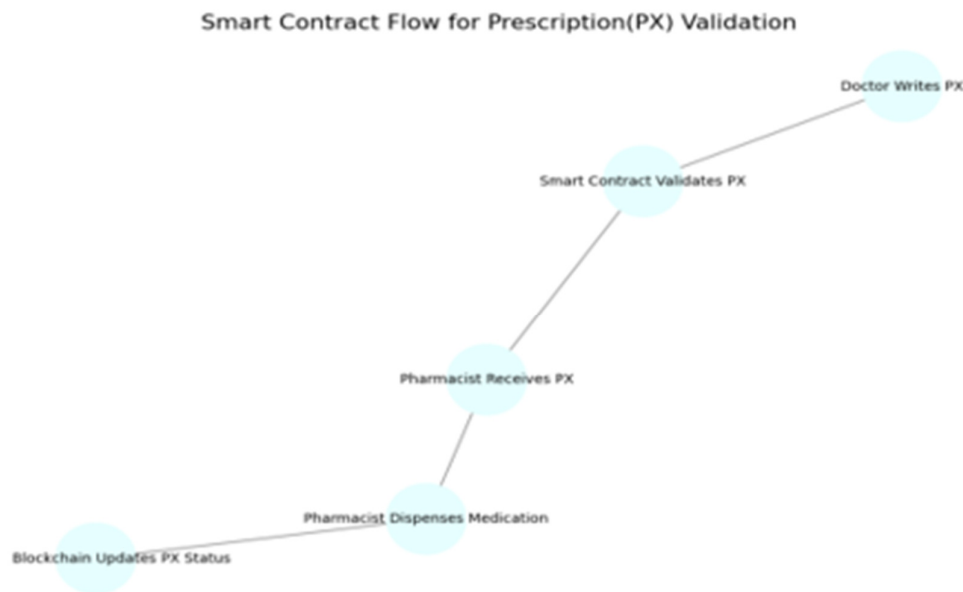 Smart Contract Flow for Prescription(PX) Validation
Doctor Writes PX
Smart Contract Validates PX
Pharmacist Receives PX
Pharmacist Dispenses Medication
Blockchain Updates PX Status